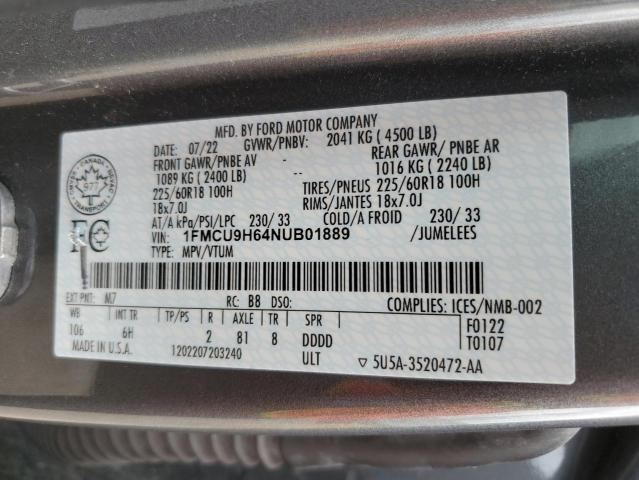 MFD. BY FORD MOTOR COMPANY
DATE: 07/22 GVWR/PNBV: 2041 KG ( 4500 LB)
FRONT GAWR/PNBE AV REAR GAWR/ PNBE AR
1089 KG ( 2400 LB) 1016 KG ( 2240 LB)
225/60R18 100H TIRES/PNEUS 225/60R18 100H
18x7.0J RIMS/JANTES 18x7.0J
AT/A kPa/PSI/LPC 230/ 33 COLD/A FROID 230/ 33
VIN: 1FMCU9H64NUB01889 /JUMELEES
TYPE: MPV/VTUM
CANADA
977
TRANSPORT
FC
EXT PNT: M7 RC: B8 DSO: COMPLIES: ICES/NMB-002
WB INT TR TP/PS R AXLE TR SPR F0122
106 6H 2 81 8 DDDD T0107
MADE IN U.S.A. 1202207203240 ULT ▽ 5U5A-3520472-AA